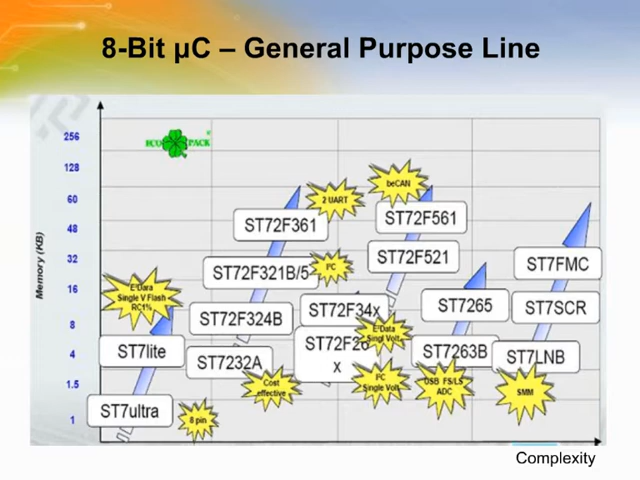 8-Bit µC – General Purpose Line
256
128
60
48
32
16
8
4
1.5
1
Memory (KB)
ECO PACK
2 UART
beCAN
ST72F361
ST72F561
ST72F521
ST72F321B/5
I²C
ST7FMC
E²Data
Single V Flash
RC1%
ST72F324B
ST72F34x
ST7265
ST7SCR
E²Data
Singl Volt
ST7lite
ST7232A
x
ST7263B
ST7LNB
Cost
effective
I²C
Single Volt
USB FS/LS
ADC
SMM
ST7ultra
8 pin
Complexity